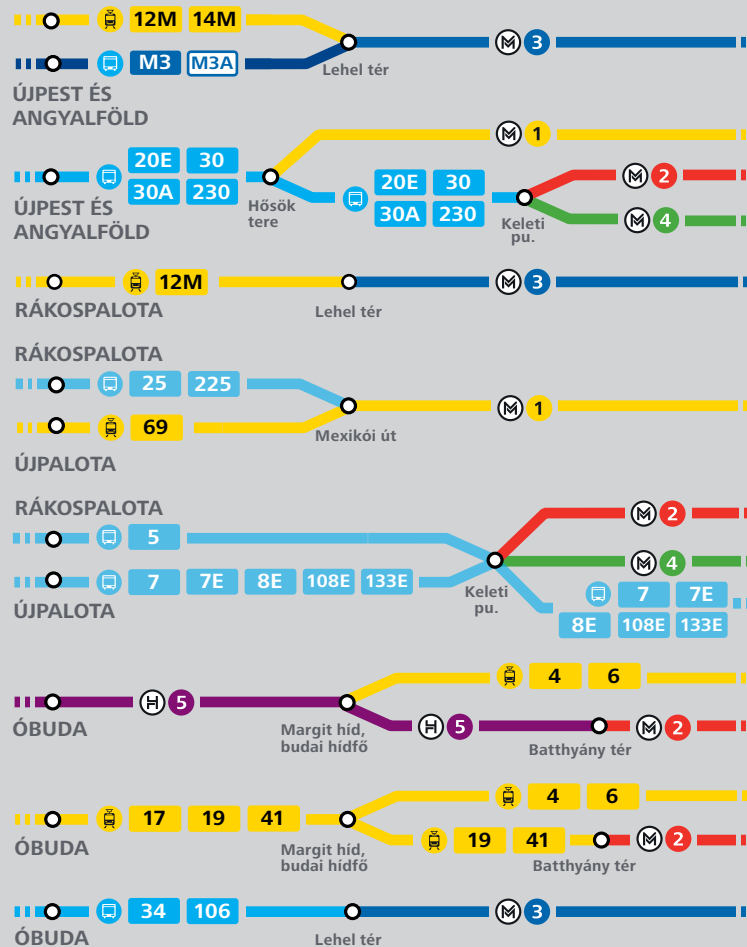 12M 14M
M3 M3A
Lehel tér
M 3
ÚJPEST ÉS
ANGYALFÖLD
20E 30
30A 230
Hősök
tere
M 1
20E 30
30A 230
Keleti
pu.
M 2
M 4
ÚJPEST ÉS
ANGYALFÖLD
12M
Lehel tér
M 3
RÁKOSPALOTA
RÁKOSPALOTA
25 225
69
Mexikói út
M 1
ÚJPALOTA
RÁKOSPALOTA
5
7 7E 8E 108E 133E
Keleti
pu.
M 2
M 4
7 7E
8E 108E 133E
ÚJPALOTA
H 5
Margit híd,
budai hídfő
4 6
H 5
Batthyány tér
M 2
ÓBUDA
17 19 41
Margit híd,
budai hídfő
4 6
19 41
Batthyány tér
M 2
ÓBUDA
34 106
Lehel tér
M 3
ÓBUDA